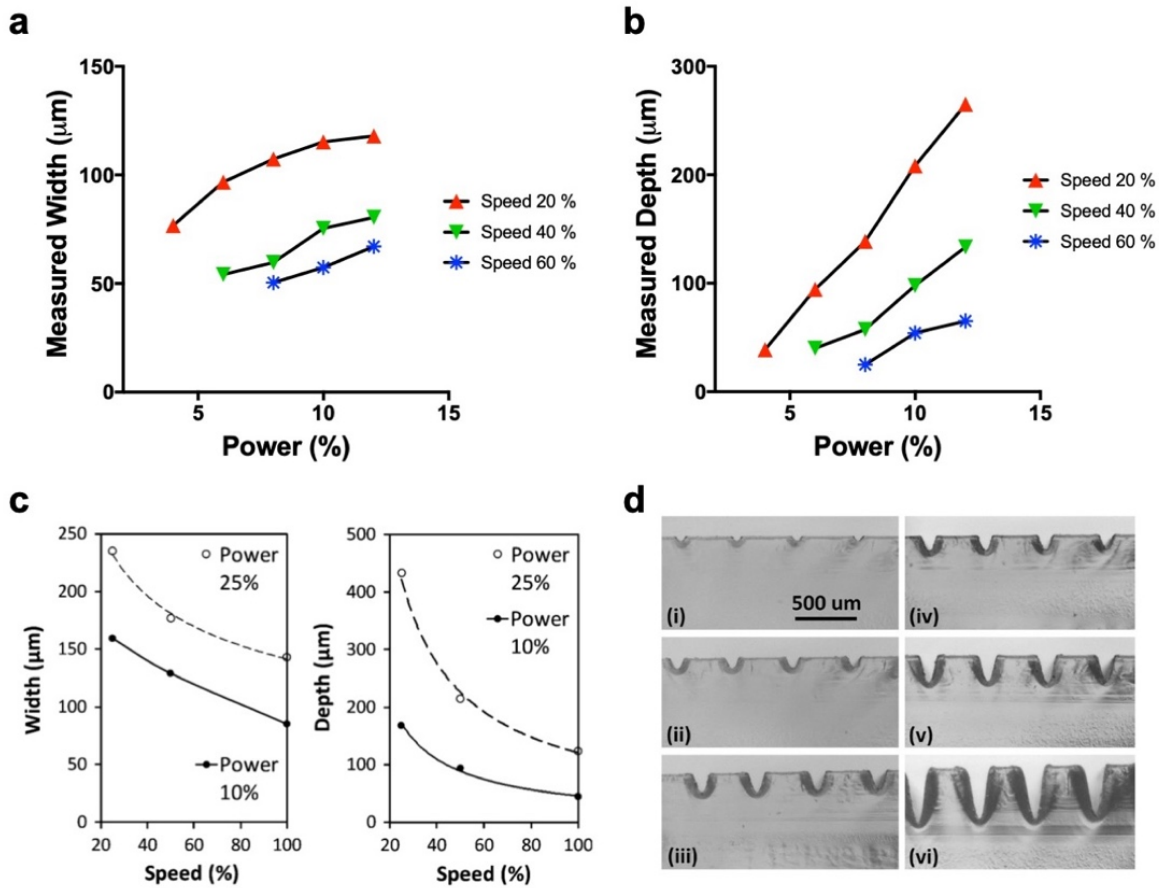 a
150
100
50
0
5
10
15
Measured Width (μm)
Power (%)
Speed 20 %
Speed 40 %
Speed 60 %
b
300
200
100
0
5
10
15
Measured Depth (μm)
Power (%)
Speed 20 %
Speed 40 %
Speed 60 %
c
250
200
150
100
50
0
20
40
60
80
100
Width (μm)
Speed (%)
Power
25%
Power
10%
500
400
300
200
100
0
20
40
60
80
100
Depth (μm)
Speed (%)
Power
25%
Power
10%
d
(i)
500 um
(ii)
(iii)
(iv)
(v)
(vi)